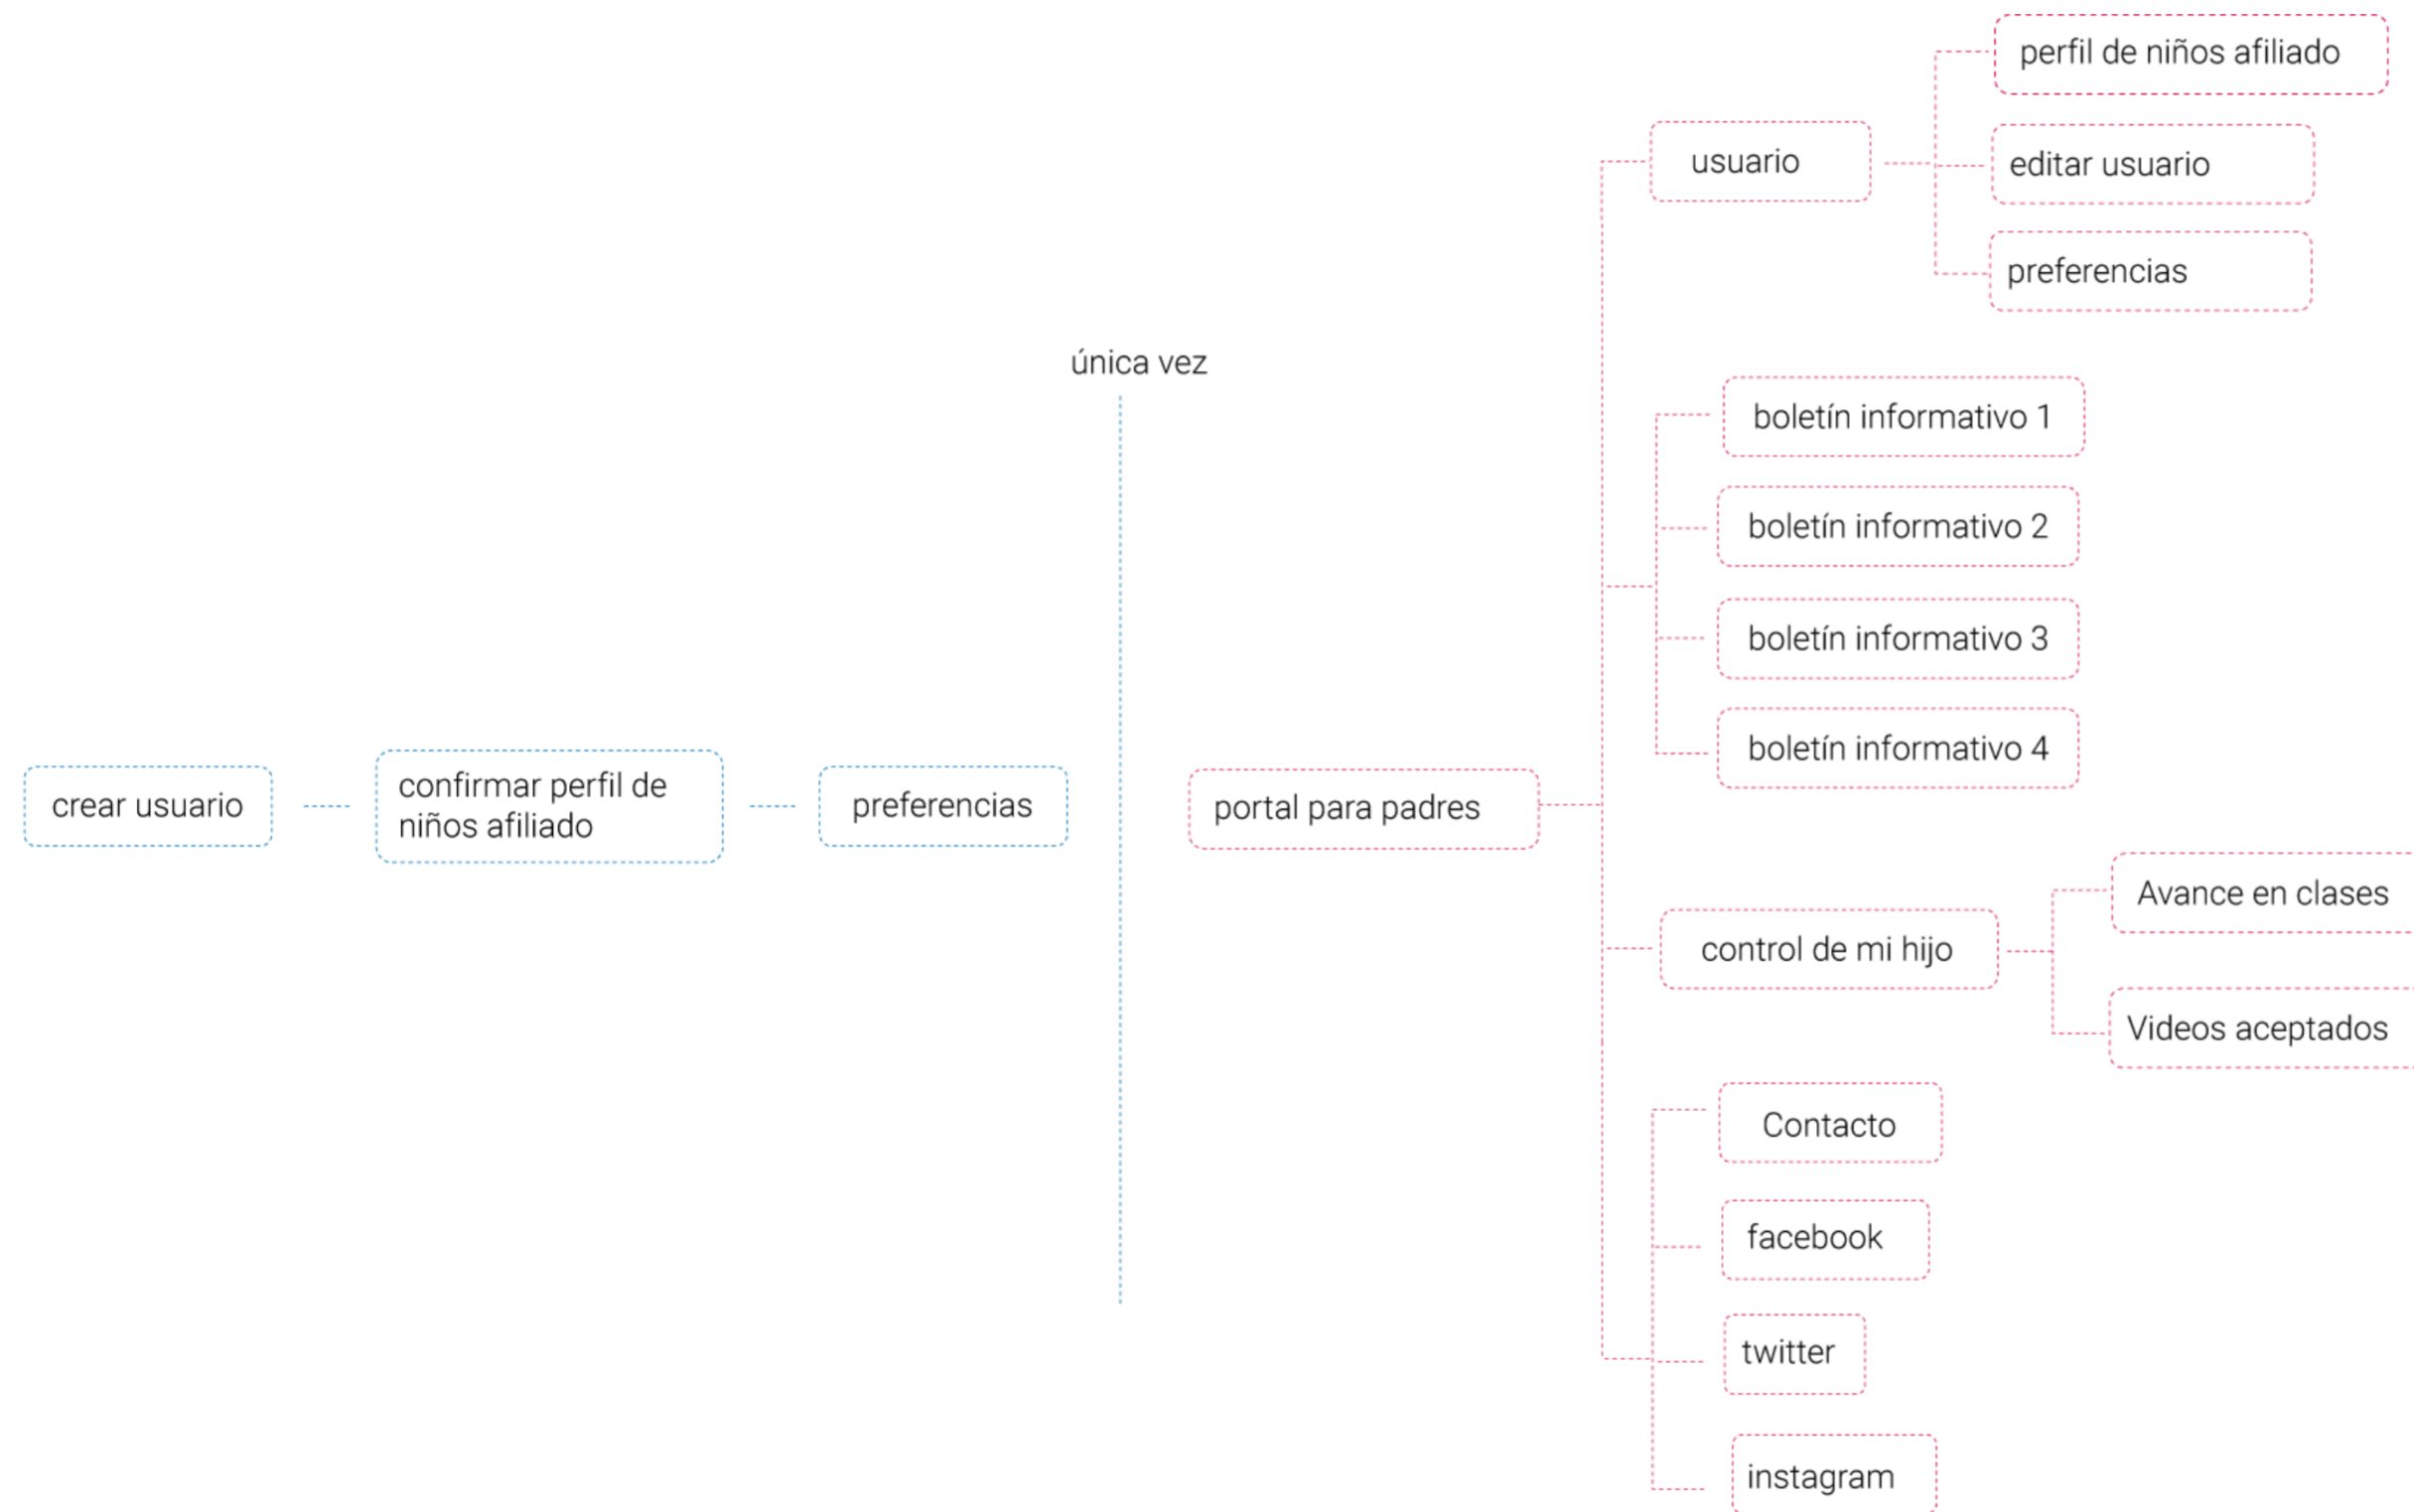 perfil de niños afiliado
usuario
editar usuario
preferencias
única vez
boletín informativo 1
boletín informativo 2
boletín informativo 3
boletín informativo 4
crear usuario
confirmar perfil de
niños afiliado
preferencias
portal para padres
Avance en clases
control de mi hijo
Videos aceptados
Contacto
facebook
twitter
instagram